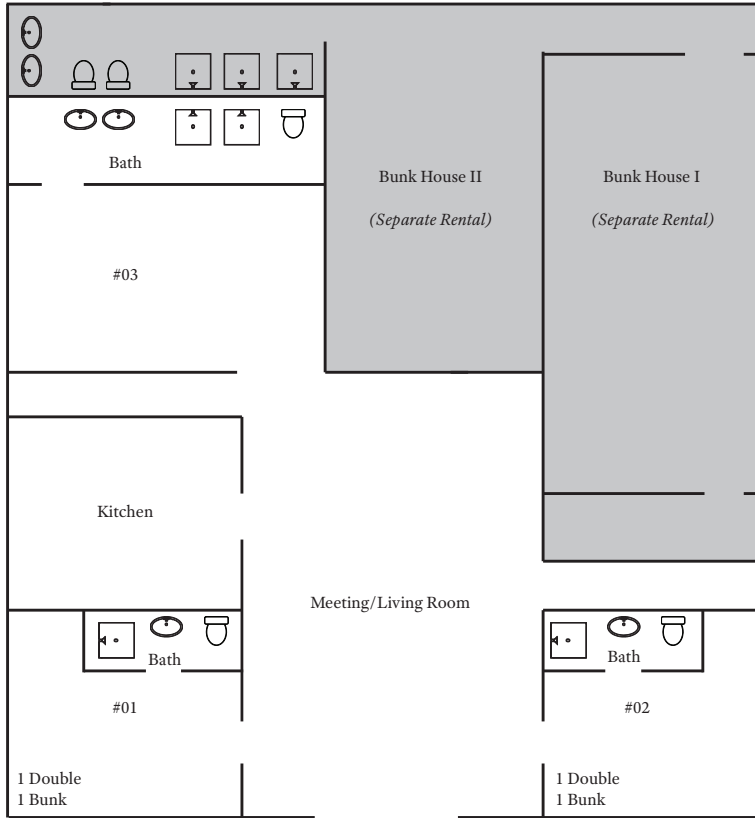 Bath
Bunk House II
(Separate Rental)
Bunk House I
(Separate Rental)
#03
Kitchen
Meeting/Living Room
Bath
#01
1 Double
1 Bunk
Bath
#02
1 Double
1 Bunk